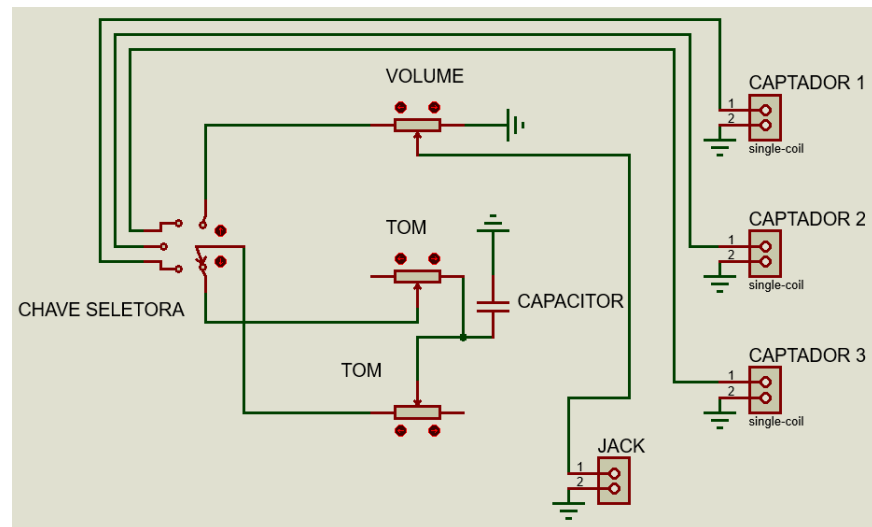 VOLUME
CAPTADOR 1
1
2
single-coil
TOM
CAPTADOR 2
1
2
single-coil
CHAVE SELETORA
CAPACITOR
TOM
CAPTADOR 3
1
2
single-coil
JACK
1
2